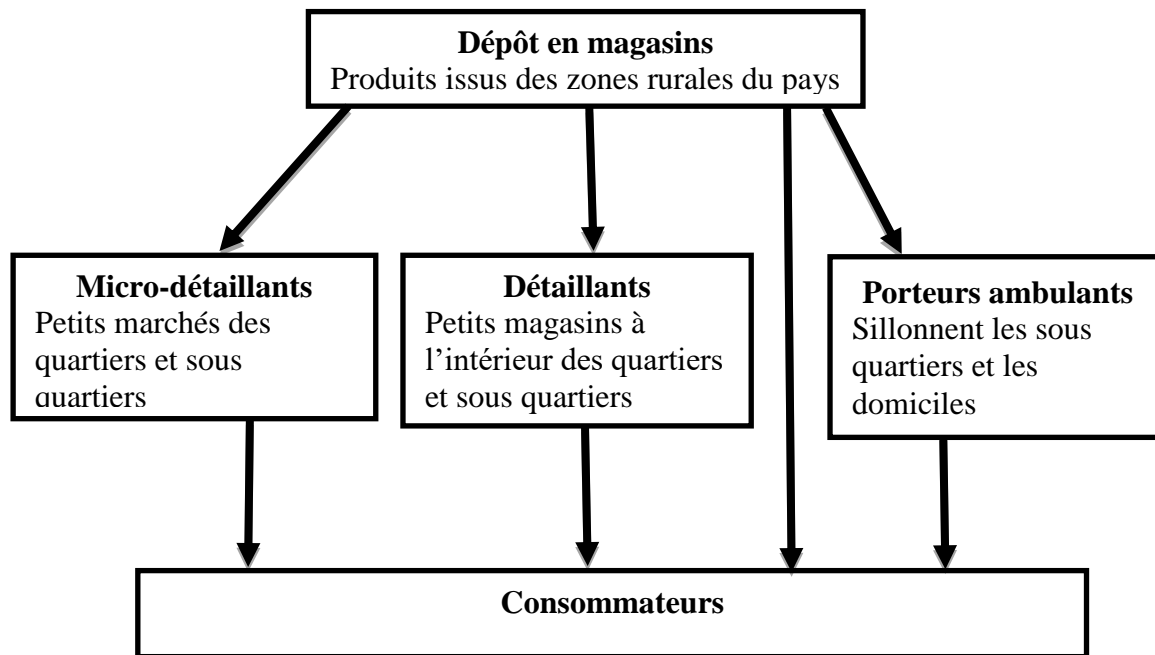 Dépôt en magasins
Produits issus des zones rurales du pays
Micro-détaillants
Petits marchés des
quartiers et sous
quartiers
Détaillants
Petits magasins à
l’intérieur des quartiers
et sous quartiers
Porteurs ambulants
Sillonnent les sous
quartiers et les
domiciles
Consommateurs